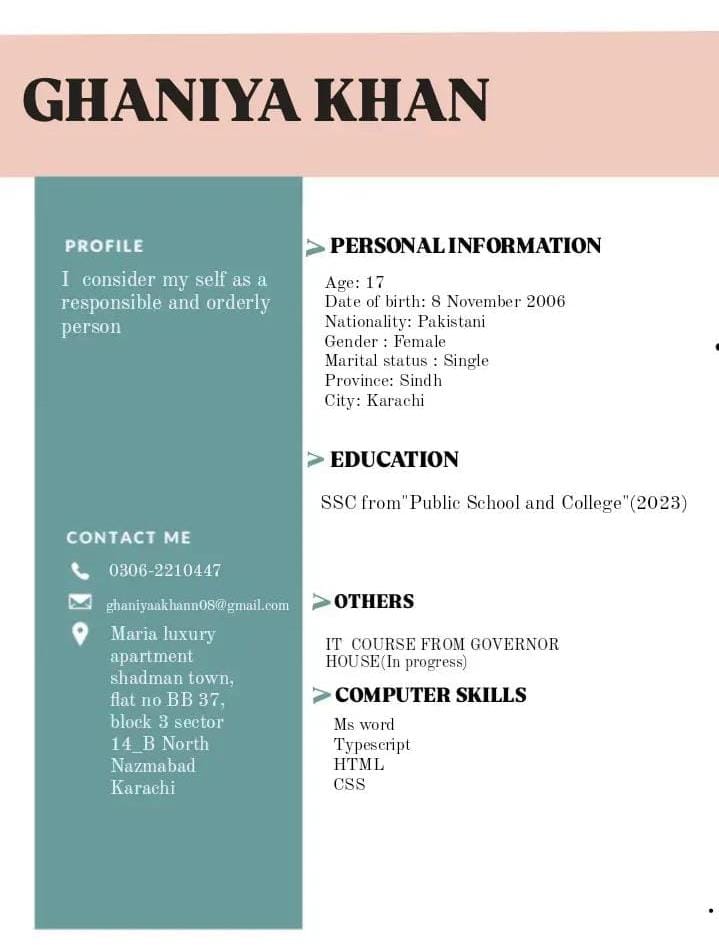 GHANIYA KHAN
PROFILE
I consider my self as a
responsible and orderly
person
CONTACT ME
0306-2210447
ghaniyaakhann08@gmail.com
Maria luxury
apartment
shadman town,
flat no BB 37,
block 3 sector
14_B North
Nazmabad
Karachi
PERSONAL INFORMATION
Age: 17
Date of birth: 8 November 2006
Nationality: Pakistani
Gender : Female
Marital status : Single
Province: Sindh
City: Karachi
EDUCATION
SSC from"Public School and College"(2023)
OTHERS
IT COURSE FROM GOVERNOR
HOUSE(In progress)
COMPUTER SKILLS
Ms word
Typescript
HTML
CSS